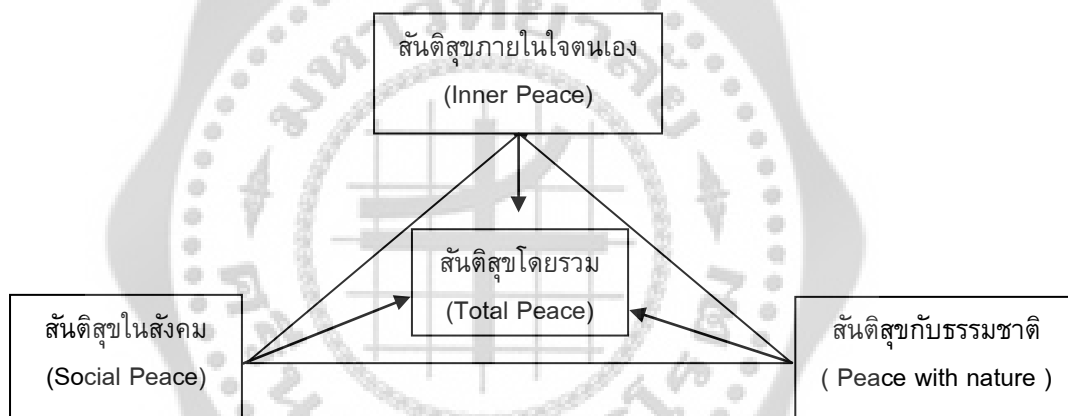 สันติสุขภายในใจตนเอง
(Inner Peace)
สันติสุขโดยรวม
(Total Peace)
สันติสุขในสังคม
(Social Peace)
สันติสุขกับธรรมชาติ
( Peace with nature )